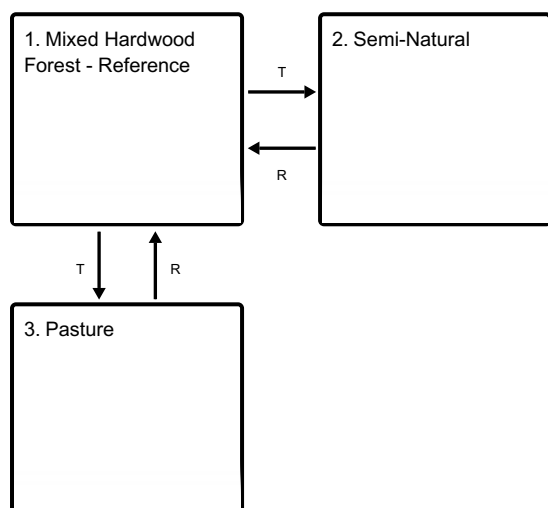 1. Mixed Hardwood
Forest - Reference
2. Semi-Natural
T
R
T
R
3. Pasture